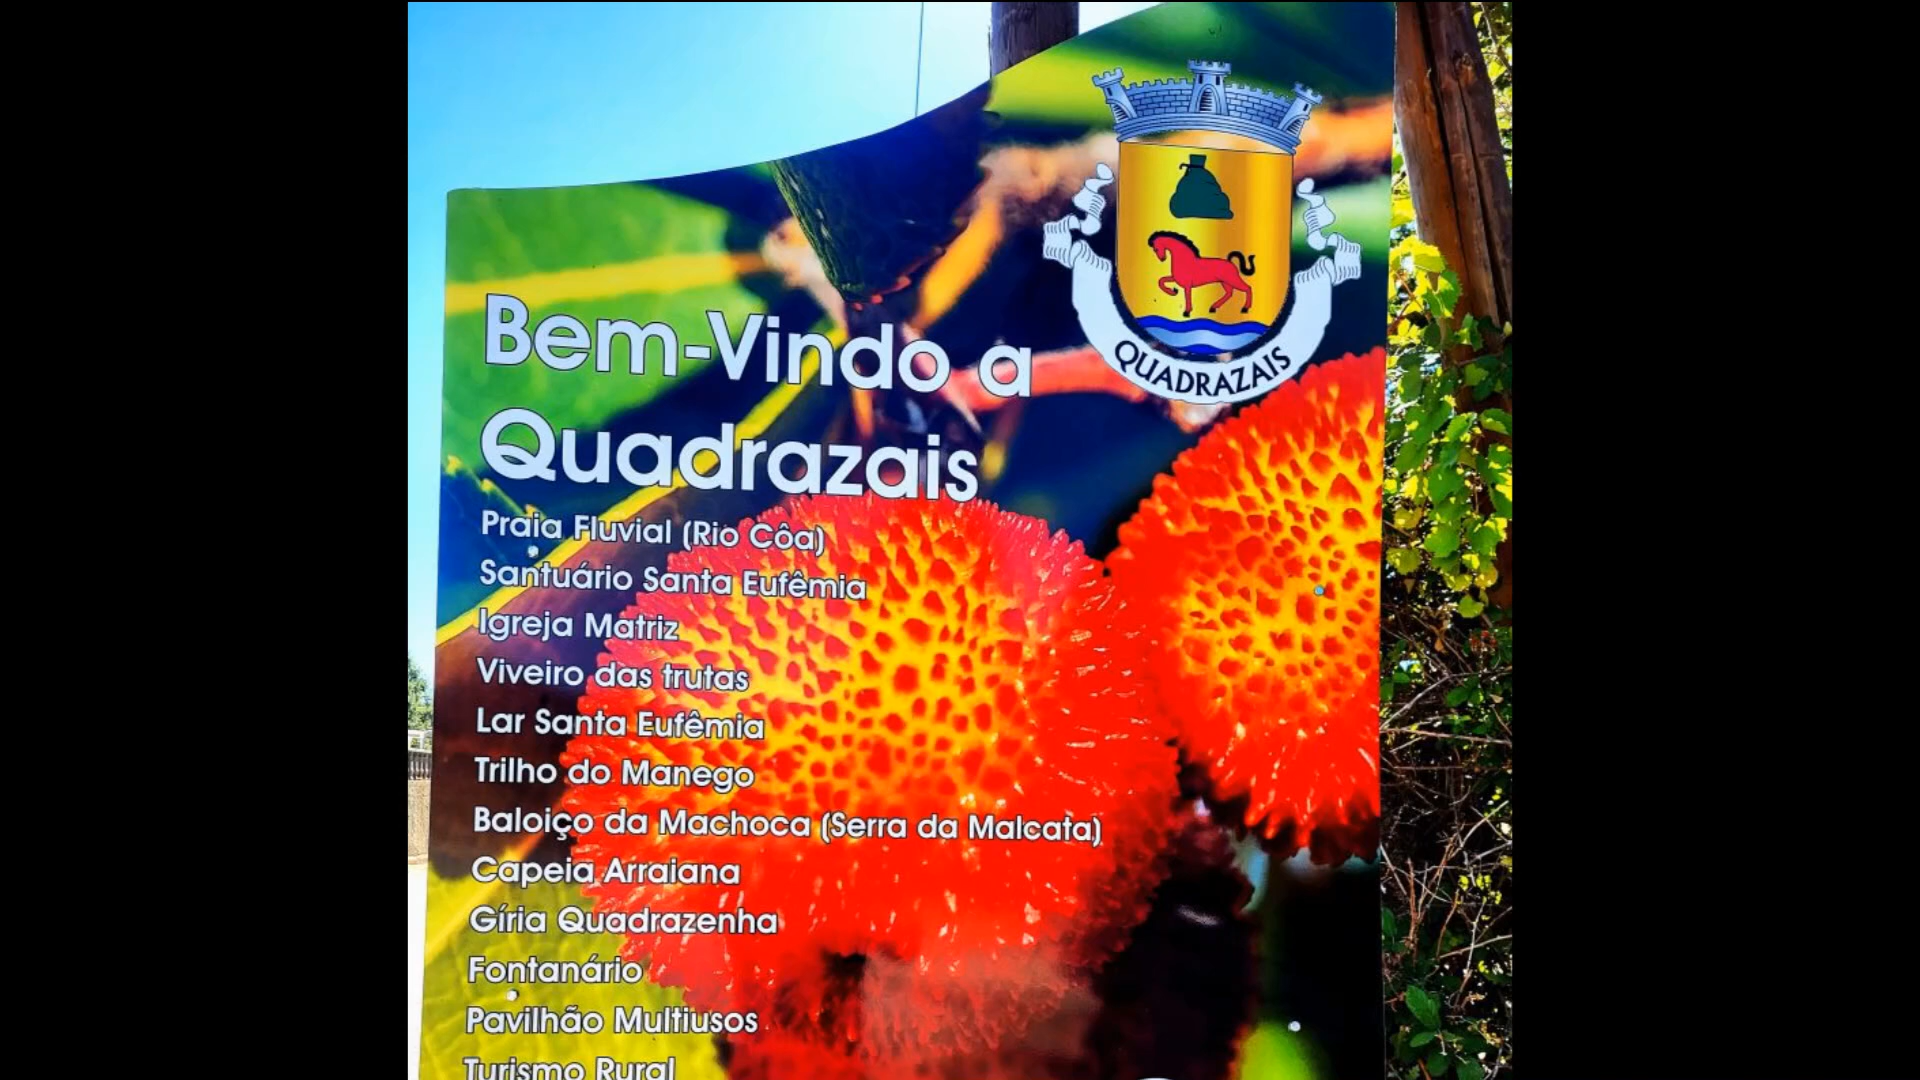 QUADRAZAIS
Bem-Vindo a
Quadrazais
Praia Fluvial (Rio Côa)
Santuário Santa Eufêmia
Igreja Matriz
Viveiro das trutas
Lar Santa Eufêmia
Trilho do Manego
Baloiço da Machoca (Serra da Malcata)
Capeia Arraiana
Gíria Quadrazenha
Fontanário
Pavilhão Multiusos
Turismo Rural